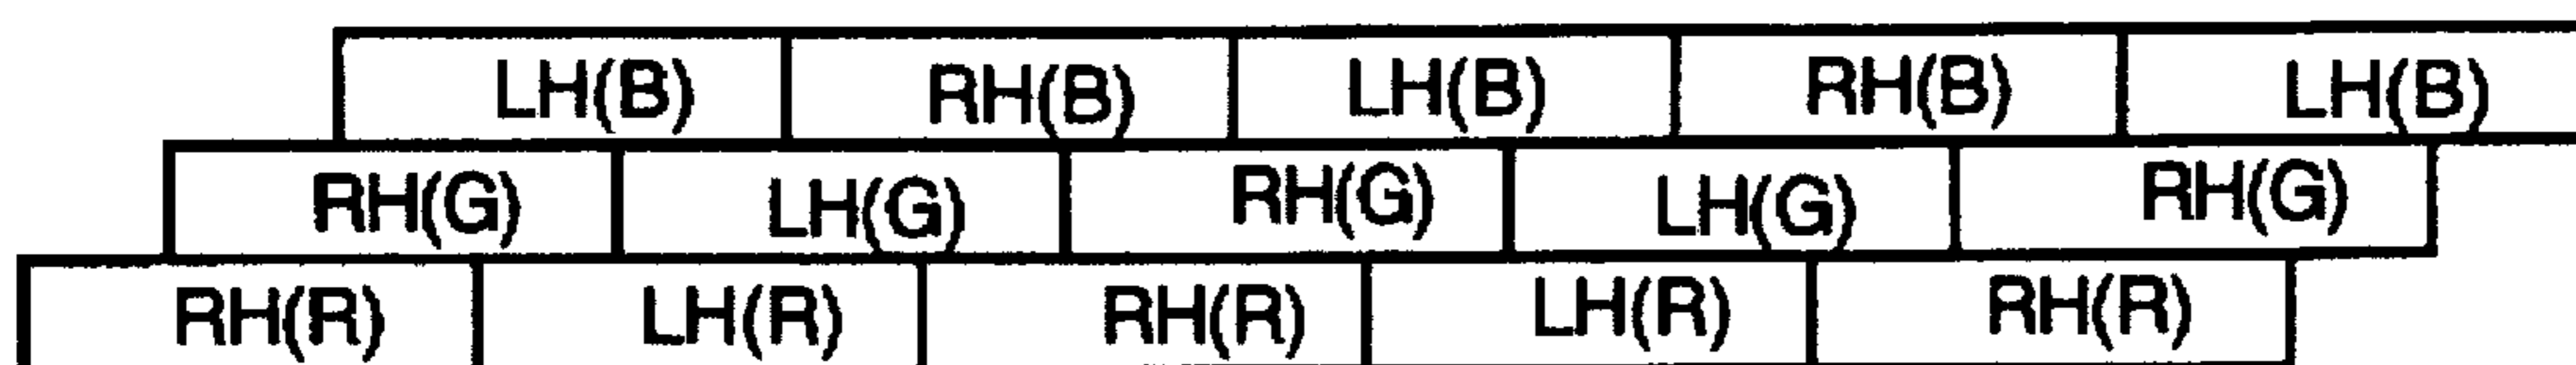 LH(B) RH(B) LH(B) RH(B) LH(B)
RH(G) LH(G) RH(G) LH(G) RH(G)
RH(R) LH(R) RH(R) LH(R) RH(R)